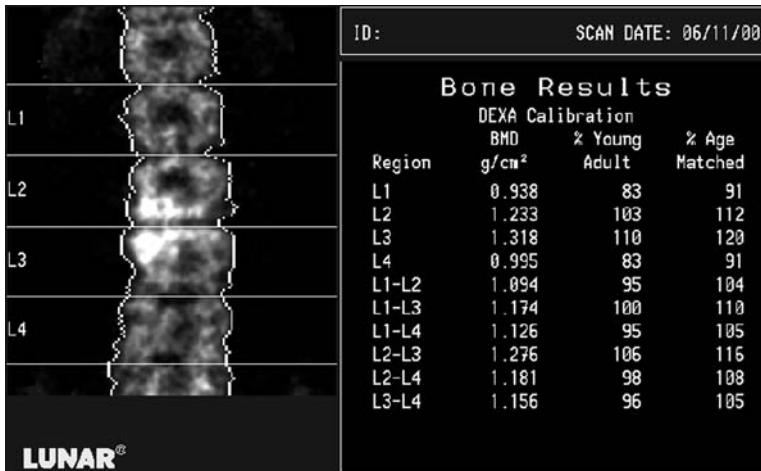 L1
L2
L3
L4
LUNAR®
ID: SCAN DATE: 06/11/00
Bone Results
DEXA Calibration
BMD % Young % Age
Region g/cm² Adult Matched
L1 0.938 83 91
L2 1.233 103 112
L3 1.318 110 120
L4 0.995 83 91
L1-L2 1.094 95 104
L1-L3 1.174 100 110
L1-L4 1.126 95 105
L2-L3 1.276 106 116
L2-L4 1.181 98 108
L3-L4 1.156 96 105